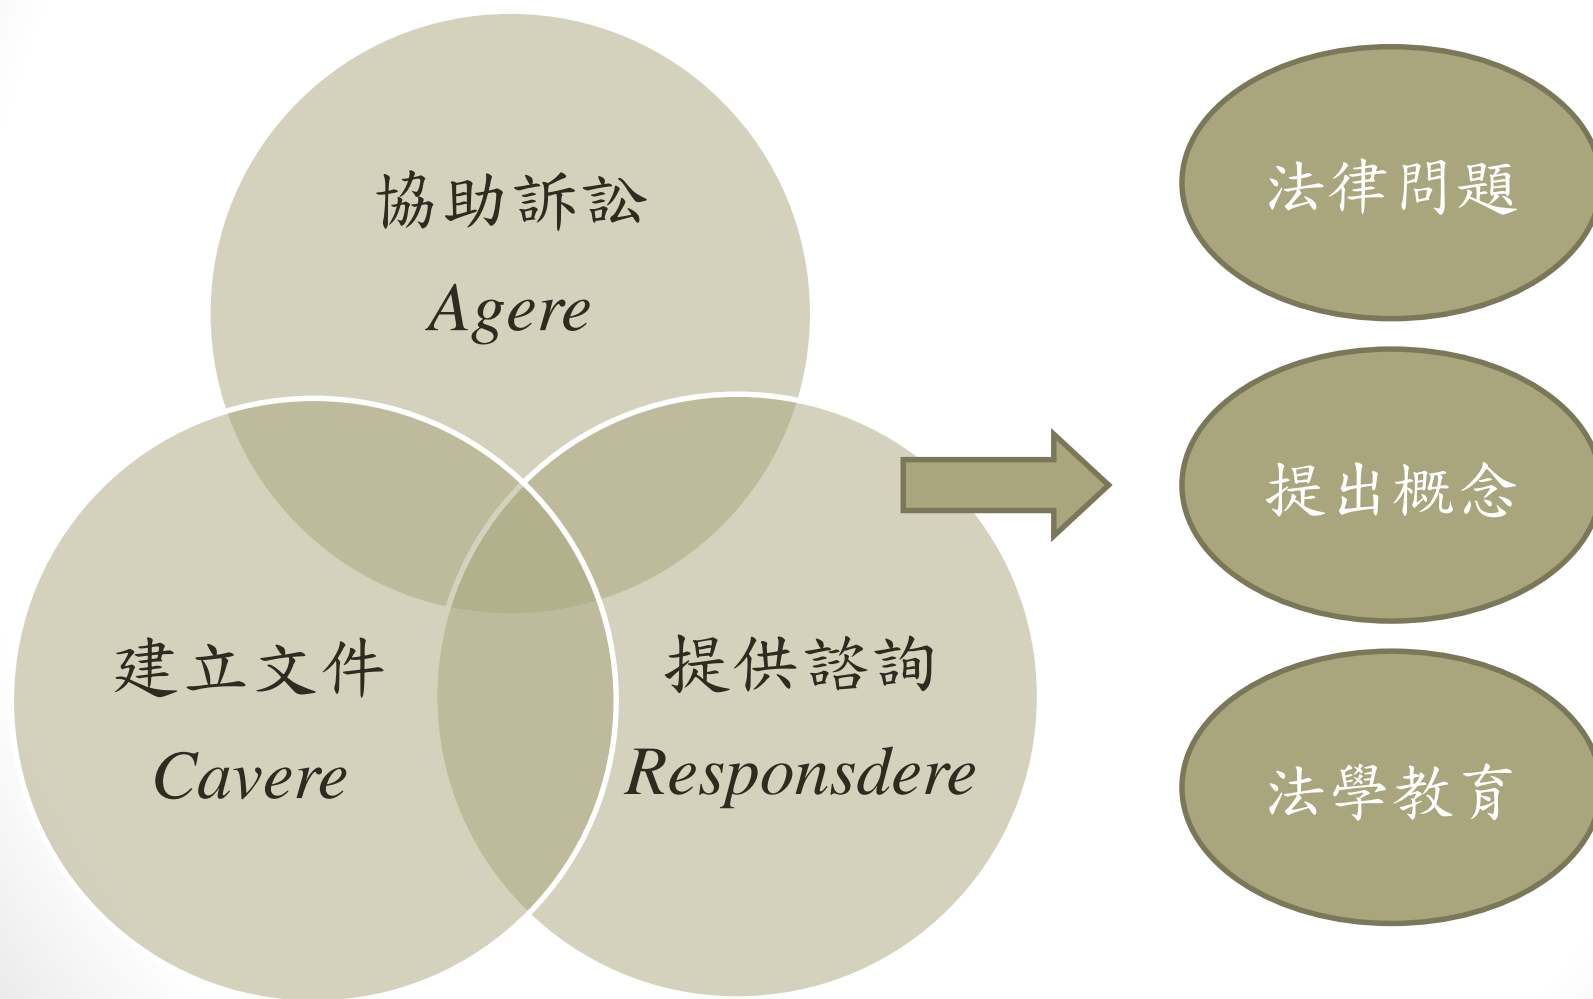 協助訴訟
Agere
建立文件
Cavere
提供諮詢
Responsdere
法律問題
提出概念
法學教育